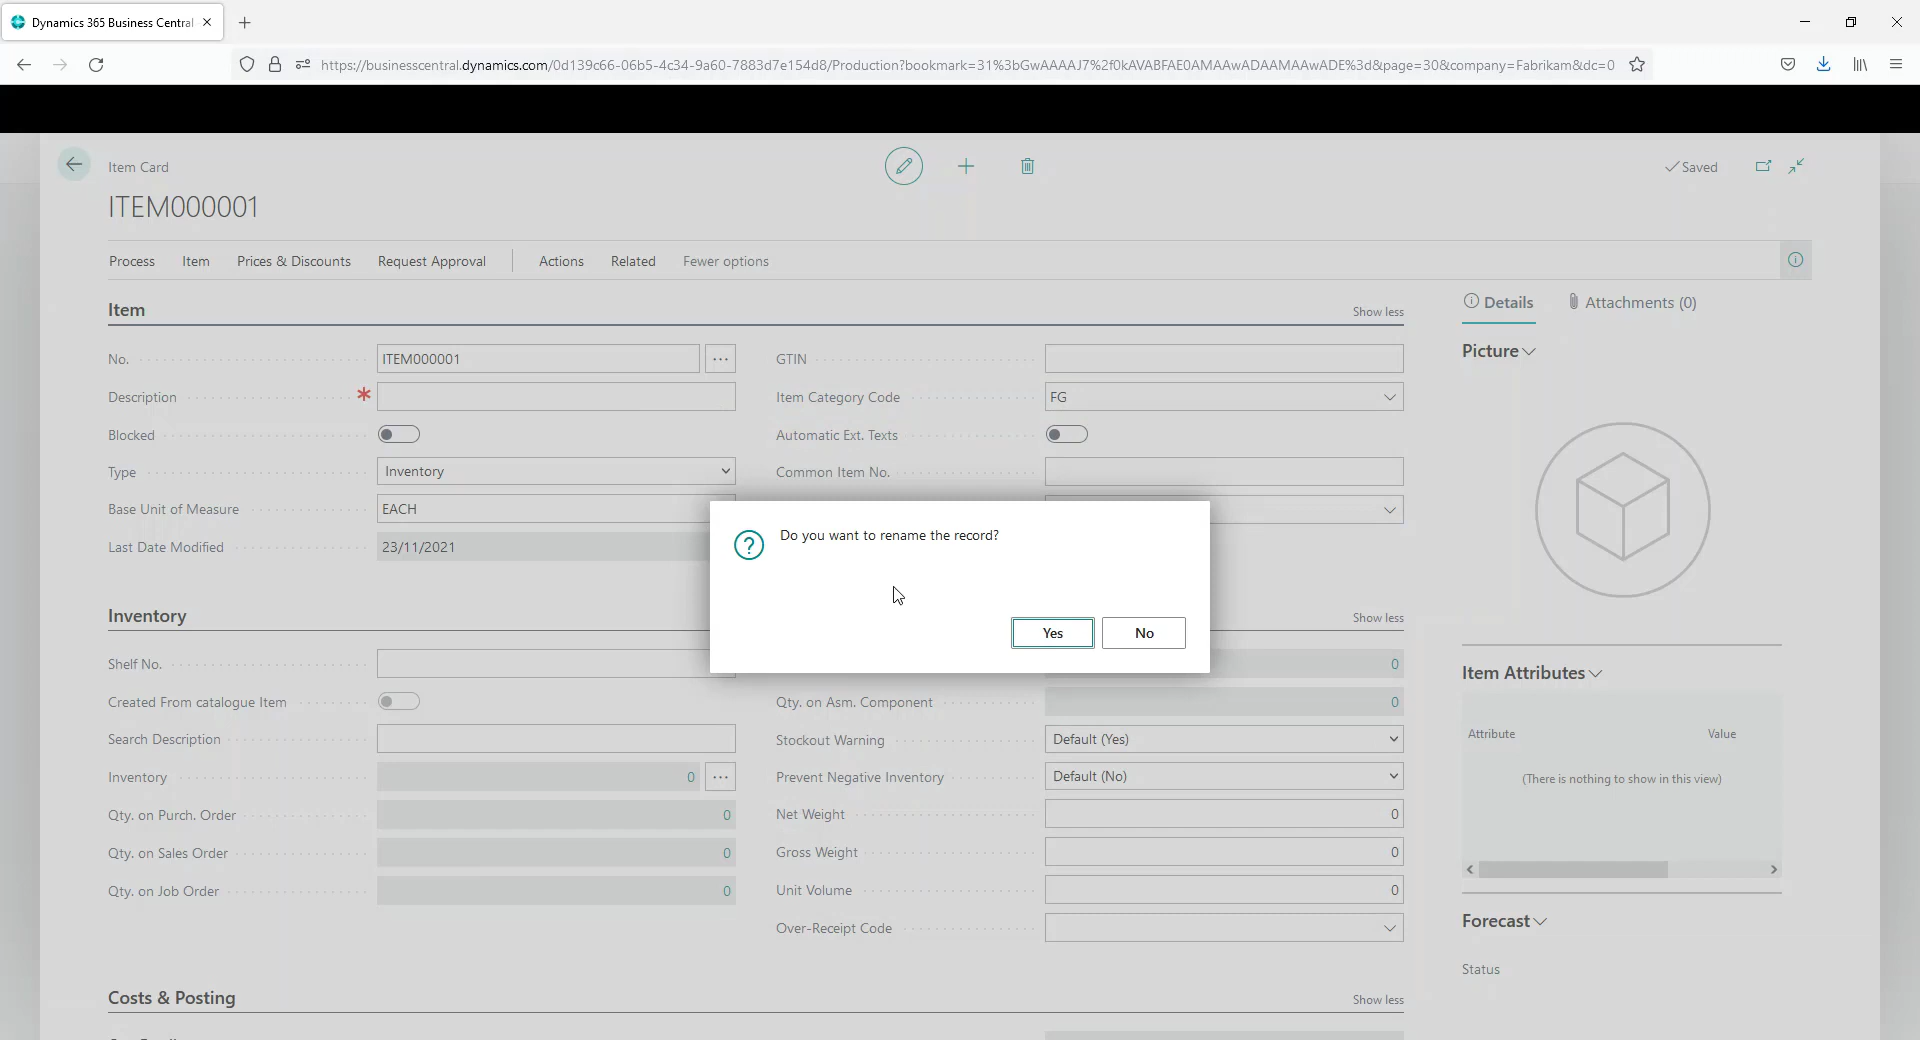 Dynamics 365 Business Central
https://businesscentral.dynamics.com/0d139c66-06b5-4c34-9a60-7883d7e154d8/Production?bookmark=31%3bGwAAAAJ7%2f0kAVABFAE0AMAAwADAAMAAwADE%3d&page=30&company=Fabrikam&dc=0
Item Card
Saved
ITEM000001
Process Item Prices & Discounts Request Approval Actions Related Fewer options
Item Show less
No. ITEM000001 ...
Description *
Blocked
Type Inventory
Base Unit of Measure EACH
Last Date Modified 23/11/2021
GTIN
Item Category Code FG
Automatic Ext. Texts
Common Item No.
Do you want to rename the record?
Yes No
Inventory Show less
Shelf No.
Created From catalogue Item
Search Description
Inventory 0 ...
Qty. on Purch. Order 0
Qty. on Sales Order 0
Qty. on Job Order 0
0
Qty. on Asm. Component 0
Stockout Warning Default (Yes)
Prevent Negative Inventory Default (No)
Net Weight 0
Gross Weight 0
Unit Volume 0
Over-Receipt Code
Costs & Posting Show less
Details Attachments (0)
Picture
Item Attributes
Attribute Value
(There is nothing to show in this view)
Forecast
Status